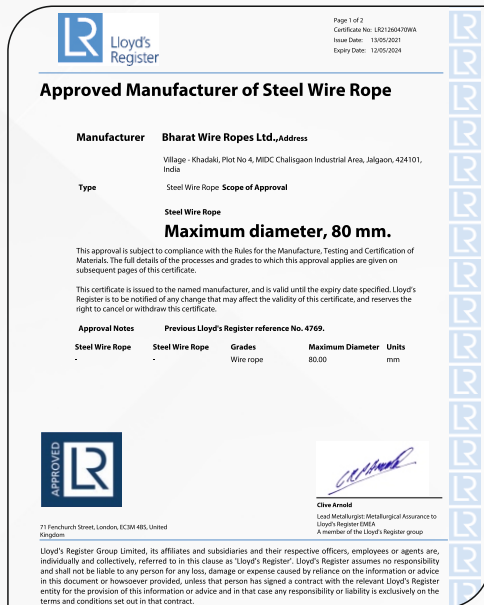 Page 1 of 2
Certificate No: LR21260470WA
Issue Date: 13/05/2021
Expiry Date: 12/05/2024
LR
Lloyd's
Register
Approved Manufacturer of Steel Wire Rope
Manufacturer Bharat Wire Ropes Ltd.,Address
Village - Khadaki, Plot No 4, MIDC Chalisgaon Industrial Area, Jalgaon, 424101,
India
Type Steel Wire Rope Scope of Approval
Steel Wire Rope
Maximum diameter, 80 mm.
This approval is subject to compliance with the Rules for the Manufacture, Testing and Certification of
Materials. The full details of the processes and grades to which this approval applies are given on
subsequent pages of this certificate.
This certificate is issued to the named manufacturer, and is valid until the expiry date specified. Lloyd's
Register is to be notified of any change that may affect the validity of this certificate, and reserves the
right to cancel or withdraw this certificate.
Approval Notes Previous Lloyd's Register reference No. 4769.
Steel Wire Rope Steel Wire Rope Grades Maximum Diameter Units
- - Wire rope 80.00 mm
APPROVED
LR
Clive Arnold
Lead Metallurgist: Metallurgical Assurance to
Lloyd's Register EMEA
A member of the Lloyd's Register group
71 Fenchurch Street, London, EC3M 4BS, United
Kingdom
Lloyd's Register Group Limited, its affiliates and subsidiaries and their respective officers, employees or agents are,
individually and collectively, referred to in this clause as 'Lloyd's Register'. Lloyd's Register assumes no responsibility
and shall not be liable to any person for any loss, damage or expense caused by reliance on the information or advice
in this document or howsoever provided, unless that person has signed a contract with the relevant Lloyd's Register
entity for the provision of this information or advice and in that case any responsibility or liability is exclusively on the
terms and conditions set out in that contract.